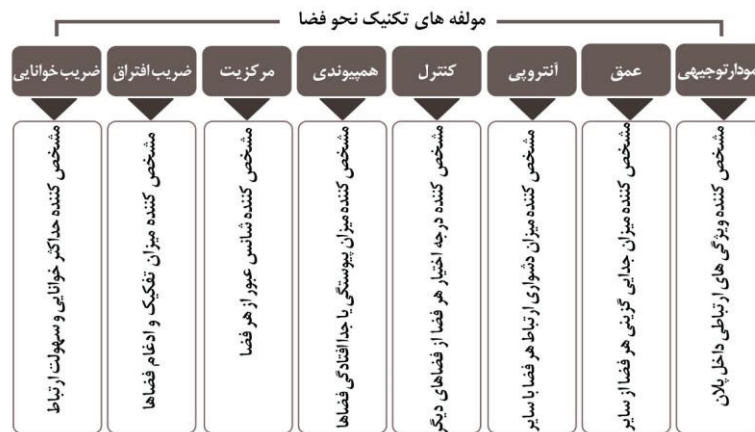 مولفه های تکنیک نحو فضا
مودارتوجیهی
عمق
آنتروپی
کنترل
همپیوندی
مرکزیت
ضریب افتراق
ضریب خوانایی
مشخص کننده ویژگی های ارتباطی داخل پلان
مشخص کننده میزان جدایی گزینی هر فضا از سایر
مشخص کننده میزان دشواری ارتباط هر فضا با سایر
مشخص کننده درجه اختیار هر فضا از فضاهای دیگر
مشخص کننده میزان پیوستگی یا جدا افتادگی فضاها
مشخص کننده شانس عبور از هر فضا
مشخص کننده میزان تفکیک و ادغام فضاها
مشخص کننده حداکثر خوانایی و سهولت ارتباط